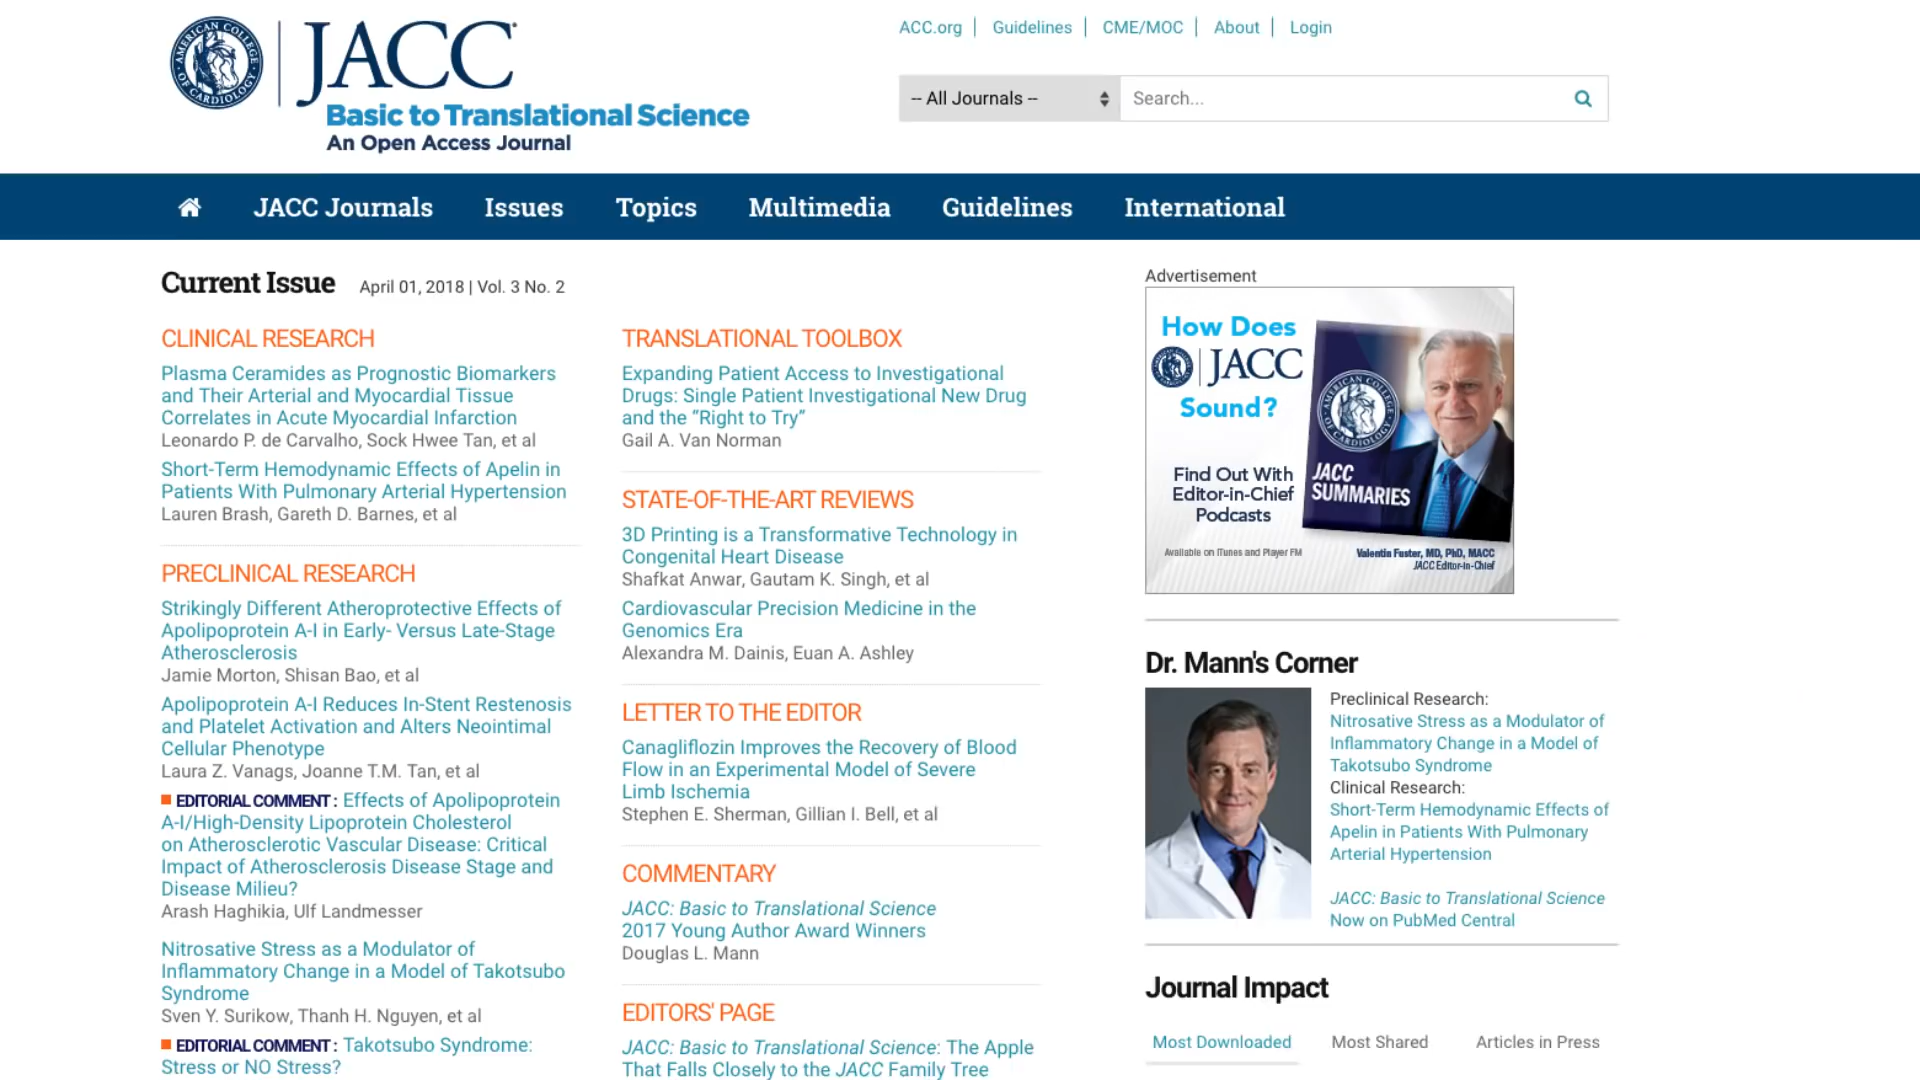 AMERICAN COLLEGE OF CARDIOLOGY
JACC
Basic to Translational Science
An Open Access Journal
ACC.org | Guidelines | CME/MOC | About | Login
-- All Journals --
Search...
JACC Journals
Issues
Topics
Multimedia
Guidelines
International
Current Issue
April 01, 2018 | Vol. 3 No. 2
CLINICAL RESEARCH
Plasma Ceramides as Prognostic Biomarkers
and Their Arterial and Myocardial Tissue
Correlates in Acute Myocardial Infarction
Leonardo P. de Carvalho, Sock Hwee Tan, et al
Short-Term Hemodynamic Effects of Apelin in
Patients With Pulmonary Arterial Hypertension
Lauren Brash, Gareth D. Barnes, et al
PRECLINICAL RESEARCH
Strikingly Different Atheroprotective Effects of
Apolipoprotein A-I in Early- Versus Late-Stage
Atherosclerosis
Jamie Morton, Shisan Bao, et al
Apolipoprotein A-I Reduces In-Stent Restenosis
and Platelet Activation and Alters Neointimal
Cellular Phenotype
Laura Z. Vanags, Joanne T.M. Tan, et al
EDITORIAL COMMENT : Effects of Apolipoprotein
A-I/High-Density Lipoprotein Cholesterol
on Atherosclerotic Vascular Disease: Critical
Impact of Atherosclerosis Disease Stage and
Disease Milieu?
Arash Haghikia, Ulf Landmesser
Nitrosative Stress as a Modulator of
Inflammatory Change in a Model of Takotsubo
Syndrome
Sven Y. Surikow, Thanh H. Nguyen, et al
EDITORIAL COMMENT : Takotsubo Syndrome:
Stress or NO Stress?
TRANSLATIONAL TOOLBOX
Expanding Patient Access to Investigational
Drugs: Single Patient Investigational New Drug
and the “Right to Try”
Gail A. Van Norman
STATE-OF-THE-ART REVIEWS
3D Printing is a Transformative Technology in
Congenital Heart Disease
Shafkat Anwar, Gautam K. Singh, et al
Cardiovascular Precision Medicine in the
Genomics Era
Alexandra M. Dainis, Euan A. Ashley
LETTER TO THE EDITOR
Canagliflozin Improves the Recovery of Blood
Flow in an Experimental Model of Severe
Limb Ischemia
Stephen E. Sherman, Gillian I. Bell, et al
COMMENTARY
JACC: Basic to Translational Science
2017 Young Author Award Winners
Douglas L. Mann
EDITORS' PAGE
JACC: Basic to Translational Science: The Apple
That Falls Closely to the JACC Family Tree
Advertisement
How Does
JACC
Sound?
Find Out With
Editor-in-Chief
Podcasts
Available on iTunes and Player FM
AMERICAN COLLEGE OF CARDIOLOGY
JACC
SUMMARIES
Valentin Fuster, MD, PhD, MACC
JACC Editor-in-Chief
Dr. Mann's Corner
Preclinical Research:
Nitrosative Stress as a Modulator of
Inflammatory Change in a Model of
Takotsubo Syndrome
Clinical Research:
Short-Term Hemodynamic Effects of
Apelin in Patients With Pulmonary
Arterial Hypertension
JACC: Basic to Translational Science
Now on PubMed Central
Journal Impact
Most Downloaded
Most Shared
Articles in Press